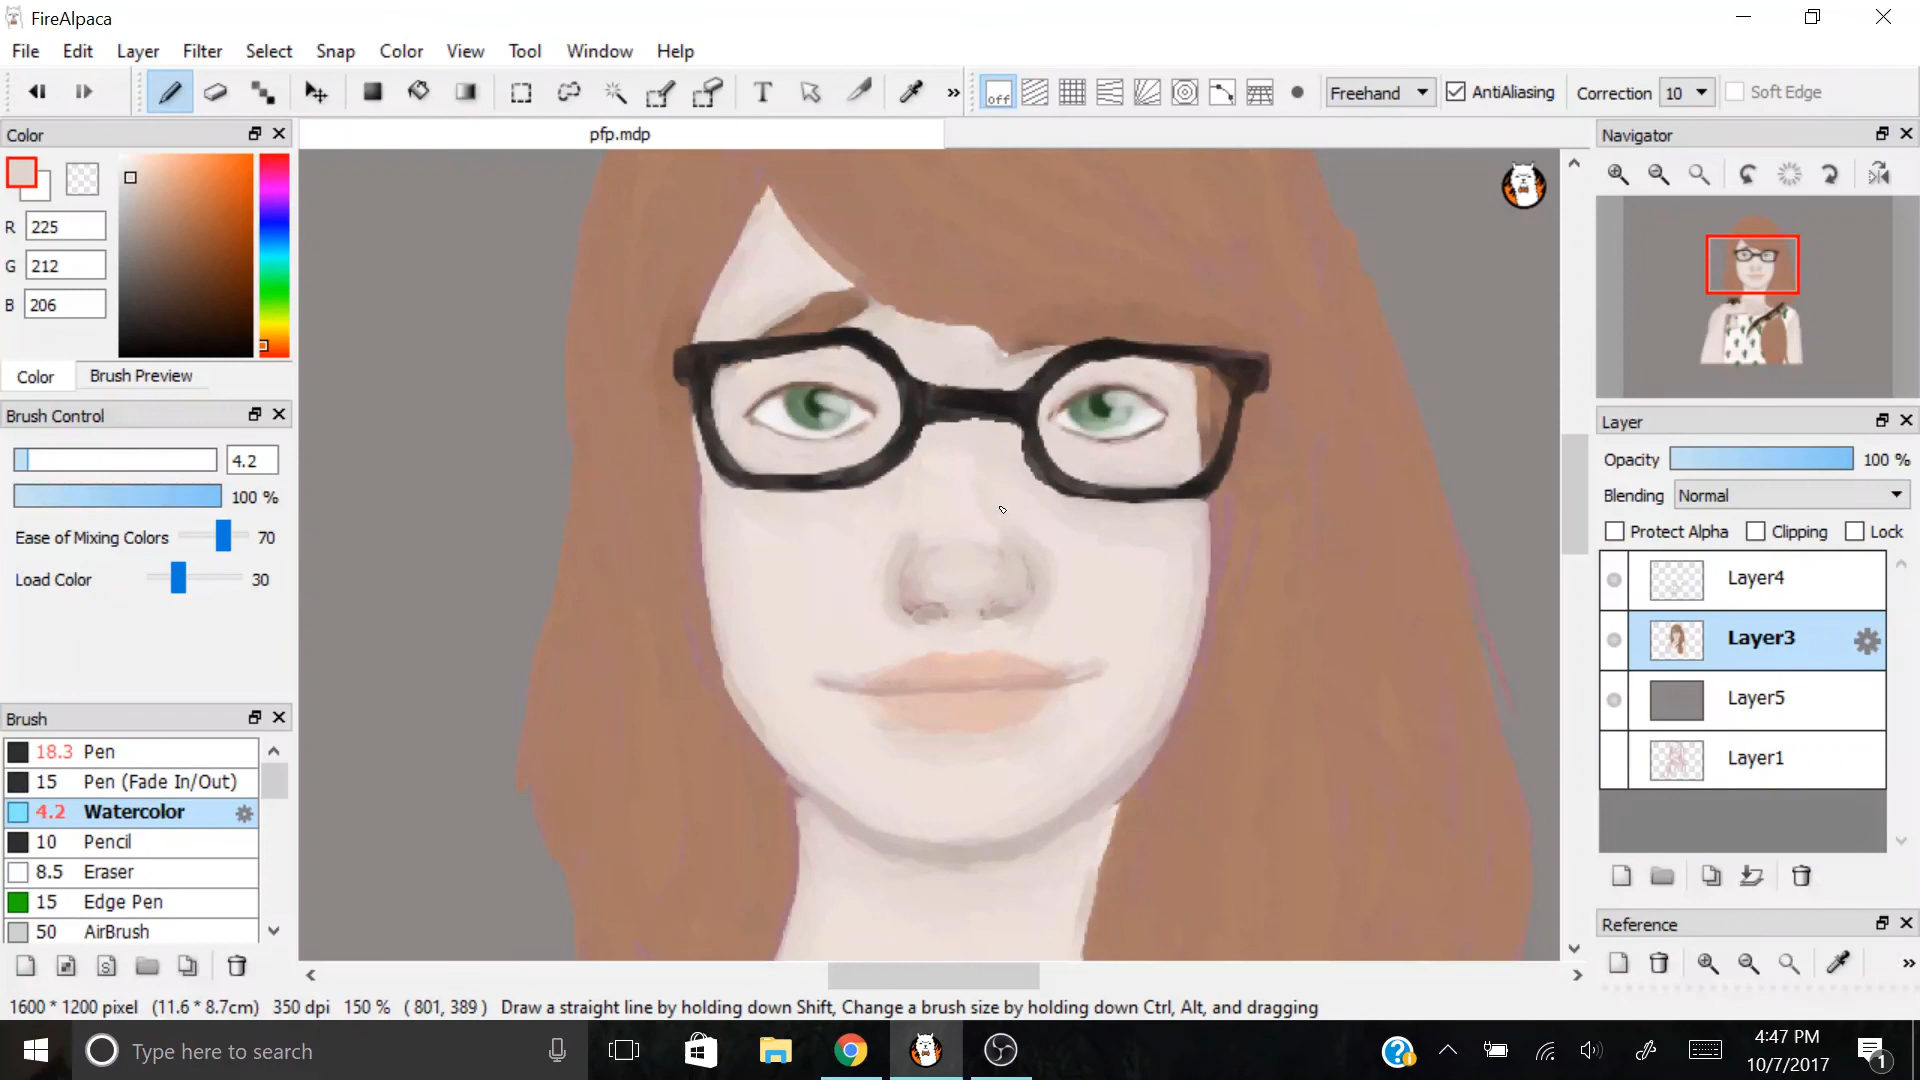 FireAlpaca
File Edit Layer Filter Select Snap Color View Tool Window Help
T off Freehand AntiAliasing Correction 10 Soft Edge
Color
pfp.mdp
Navigator
R 225
G 212
B 206
Color Brush Preview
Brush Control
4.2
100 %
Ease of Mixing Colors 70
Load Color 30
Layer
Opacity 100 %
Blending Normal
Protect Alpha Clipping Lock
Layer4
Layer3
Layer5
Layer1
Brush
18.3 Pen
15 Pen (Fade In/Out)
4.2 Watercolor
10 Pencil
8.5 Eraser
15 Edge Pen
50 AirBrush
Reference
1600 * 1200 pixel (11.6 * 8.7cm) 350 dpi 150 % ( 801, 389 ) Draw a straight line by holding down Shift, Change a brush size by holding down Ctrl, Alt, and dragging
Type here to search
4:47 PM
10/7/2017
1